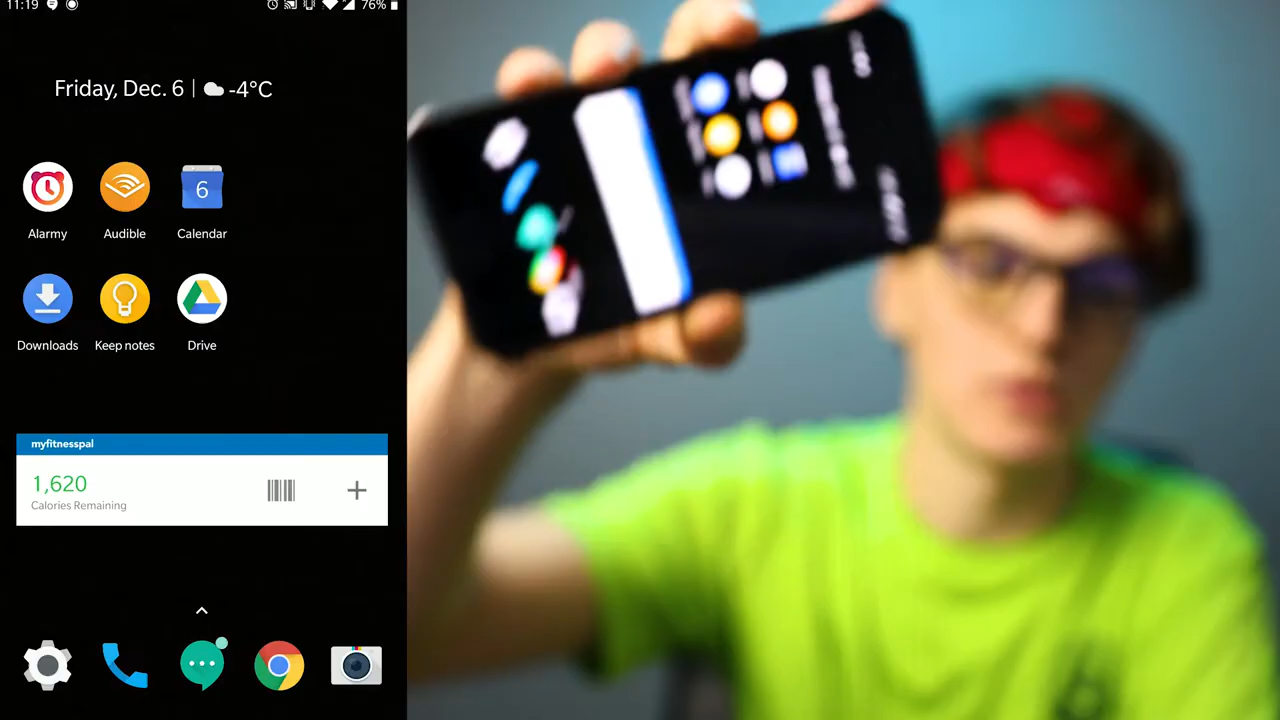 11:19 76%
Friday, Dec. 6 | -4°C
6
Alarmy Audible Calendar
Downloads Keep notes Drive
myfitnesspal
1,620
Calories Remaining